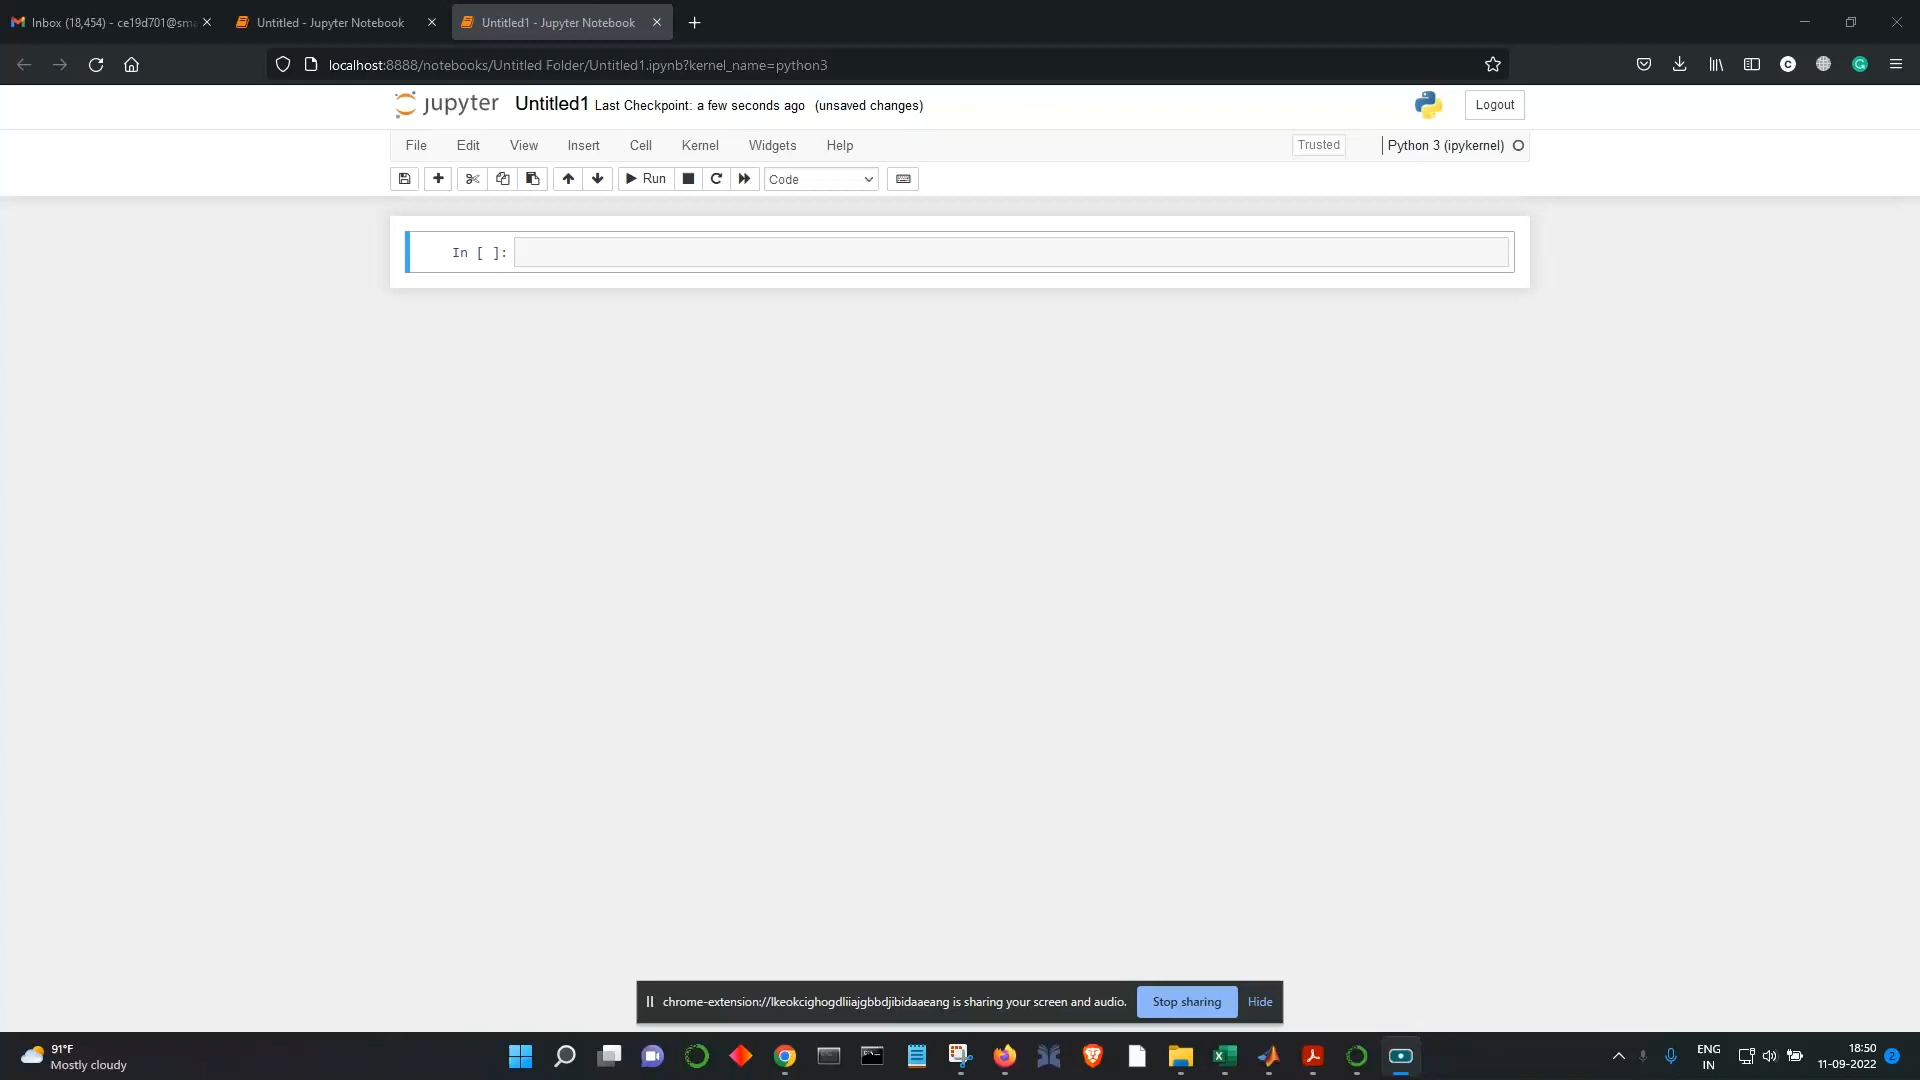 Inbox (18,454) - ce19d701@sma
Untitled - Jupyter Notebook
Untitled1 - Jupyter Notebook
localhost:8888/notebooks/Untitled Folder/Untitled1.ipynb?kernel_name=python3
jupyter Untitled1 Last Checkpoint: a few seconds ago (unsaved changes)
Logout
File Edit View Insert Cell Kernel Widgets Help
Trusted
Python 3 (ipykernel)
Run
Code
In [ ]:
chrome-extension://lkeokcighogdliiajgbbdjibidaaeang is sharing your screen and audio.
Stop sharing
Hide
91°F
Mostly cloudy
ENG
IN
18:50
11-09-2022
2